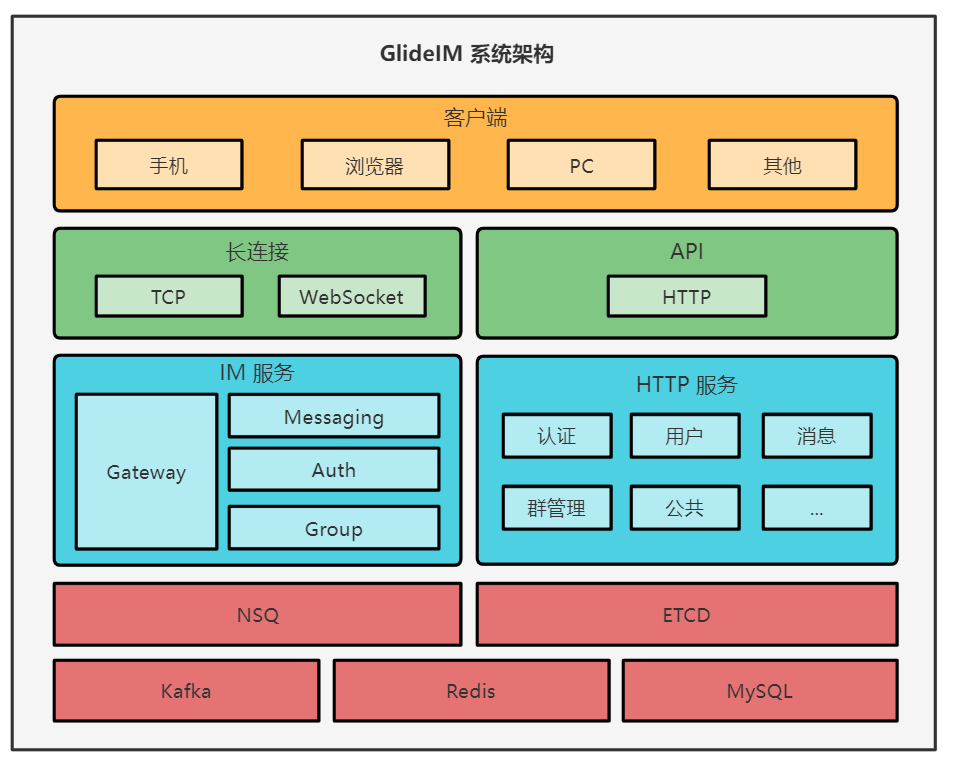 GlideIM 系统架构
客户端
手机
浏览器
PC
其他
长连接
TCP
WebSocket
API
HTTP
IM 服务
Gateway
Messaging
Auth
Group
HTTP 服务
认证
用户
消息
群管理
公共
...
NSQ
ETCD
Kafka
Redis
MySQL